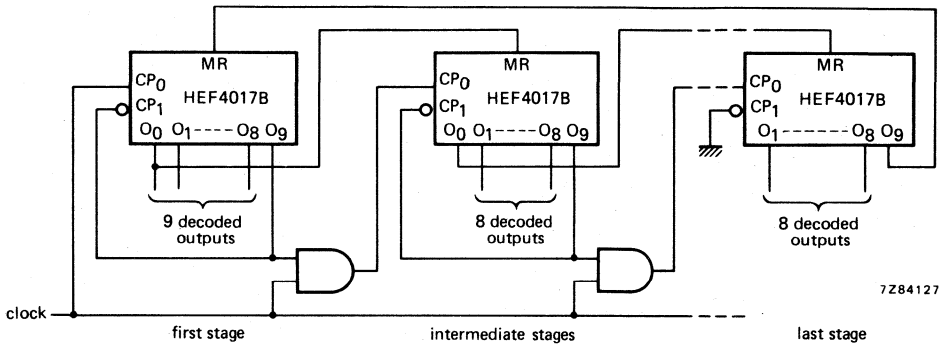 MR
CP0
HEF4017B
CP1
O0 O1 ---- O8 O9
9 decoded
outputs
MR
CP0
HEF4017B
CP1
O0 O1 ---- O8 O9
8 decoded
outputs
MR
CP0
HEF4017B
CP1
O1 ------- O8 O9
8 decoded
outputs
7Z84127
clock
first stage
intermediate stages
last stage